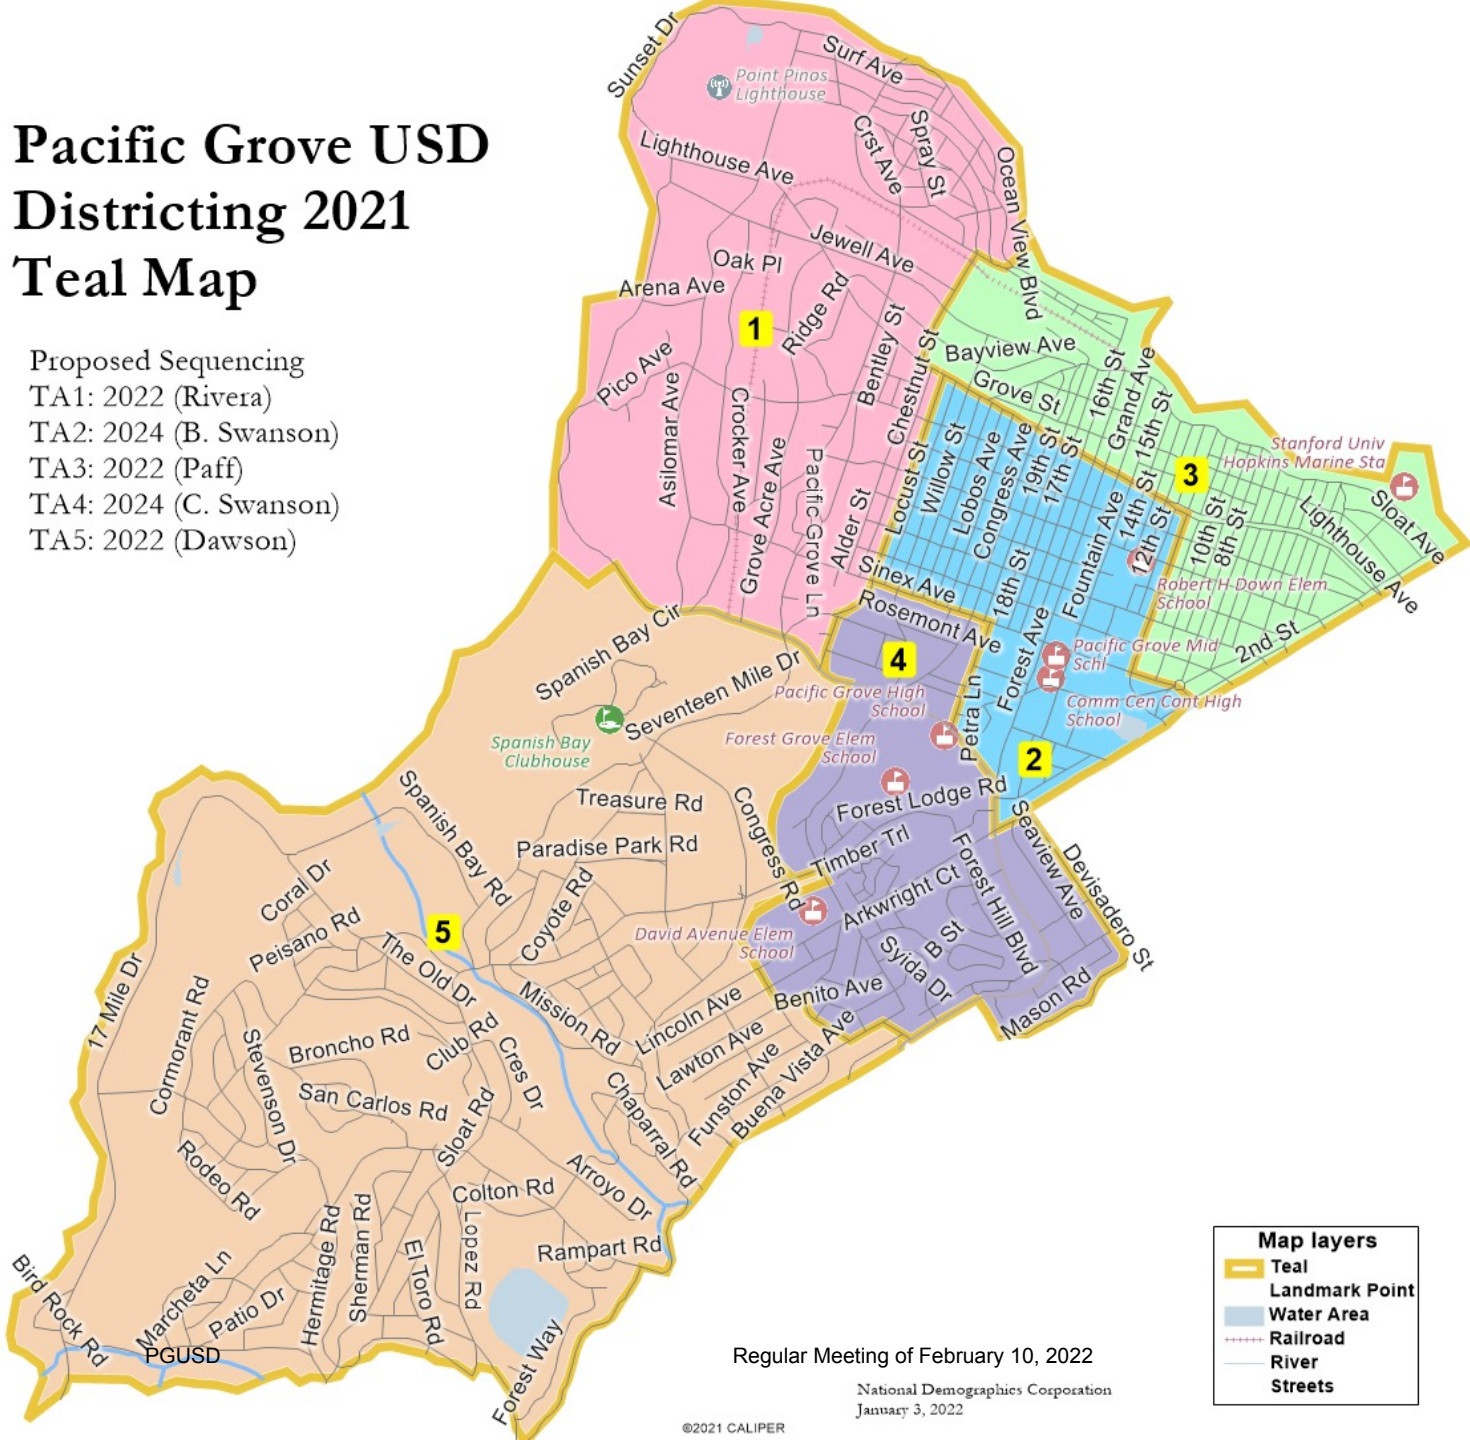 Pacific Grove USD
Districting 2021
Teal Map
Proposed Sequencing
TA1: 2022 (Rivera)
TA2: 2024 (B. Swanson)
TA3: 2022 (Paff)
TA4: 2024 (C. Swanson)
TA5: 2022 (Dawson)
Sunset Dr
Surf Ave
Point Pinos
Lighthouse
Crst Ave
Spray St
Lighthouse Ave
Ocean View Blvd
Jewell Ave
Oak Pl
Arena Ave
Ridge Rd
1
Bentley St
Chestnut St
Bayview Ave
Pico Ave
Grove St
16th St
Grand Ave
15th St
Asilomar Ave
Crocker Ave
Grove Acre Ave
Pacific Grove Ln
Alder St
Locust St
Willow St
Lobos Ave
Congress Ave
19th St
17th St
Stanford Univ
Hopkins Marine Sta
3
14th St
12th St
10th St
8th St
Lighthouse Ave
Sloat Ave
Fountain Ave
18th St
Sinex Ave
Rosemont Ave
Robert H Down Elem
School
2nd St
Forest Ave
Pacific Grove Mid
Schl
Comm Cen Cont High
School
4
Petra Ln
Pacific Grove High
School
Forest Grove Elem
School
2
Spanish Bay Cir
Seventeen Mile Dr
Spanish Bay
Clubhouse
Treasure Rd
Paradise Park Rd
Congress Rd
Spanish Bay Rd
Coyote Rd
Forest Lodge Rd
Seaview Ave
Devisadero St
Timber Trl
Arkwright Ct
Forest Hill Blvd
B St
Syida Dr
David Avenue Elem
School
Benito Ave
Mason Rd
Coral Dr
Peisano Rd
5
The Old Dr
Mission Rd
Lincoln Ave
Lawton Ave
Funston Ave
Buena Vista Ave
17 Mile Dr
Cormorant Rd
Stevenson Dr
Broncho Rd
Club Rd
Cres Dr
San Carlos Rd
Sloat Rd
Chaparral Rd
Rodeo Rd
Arroyo Dr
Colton Rd
Lopez Rd
Rampart Rd
Hermitage Rd
Sherman Rd
El Toro Rd
Marcheta Ln
Patio Dr
Bird Rock Rd
Forest Way
PGUSD
Regular Meeting of February 10, 2022
National Demographics Corporation
January 3, 2022
©2021 CALIPER
Map layers
Teal
Landmark Point
Water Area
Railroad
River
Streets